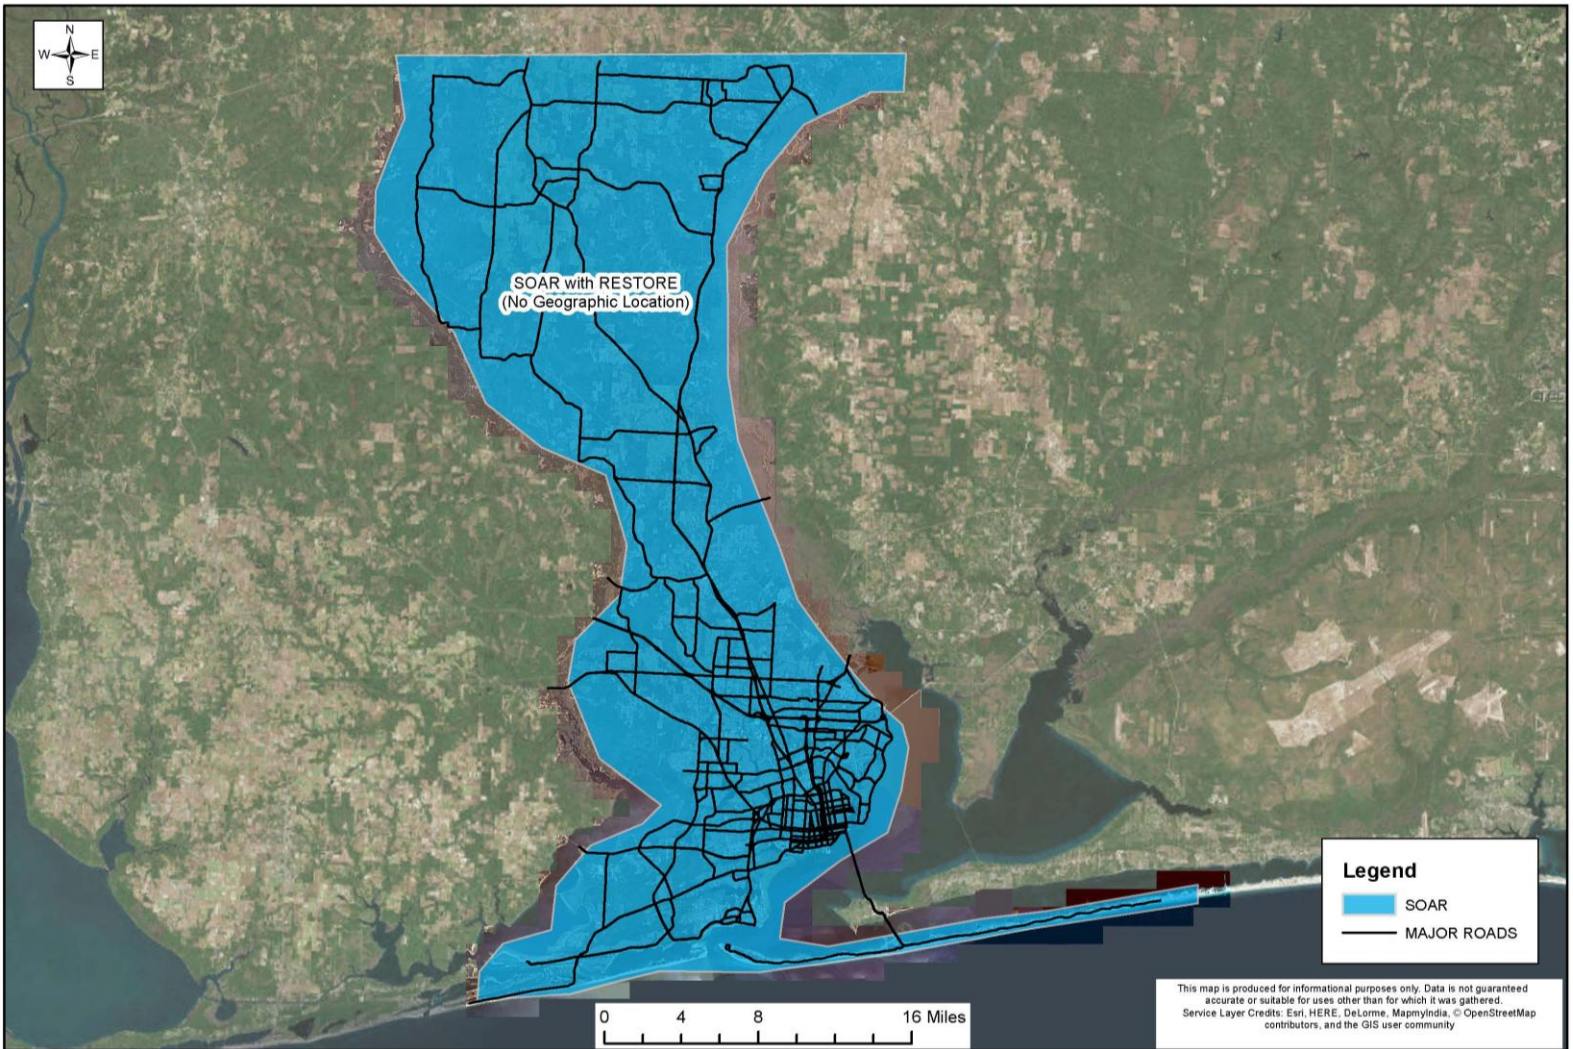 N
W E
S
SOAR with RESTORE
(No Geographic Location)
Cres
Legend
SOAR
MAJOR ROADS
0 4 8 16 Miles
This map is produced for informational purposes only. Data is not guaranteed
accurate or suitable for uses other than for which it was gathered.
Service Layer Credits: Esri, HERE, DeLorme, MapmyIndia, © OpenStreetMap
contributors, and the GIS user community